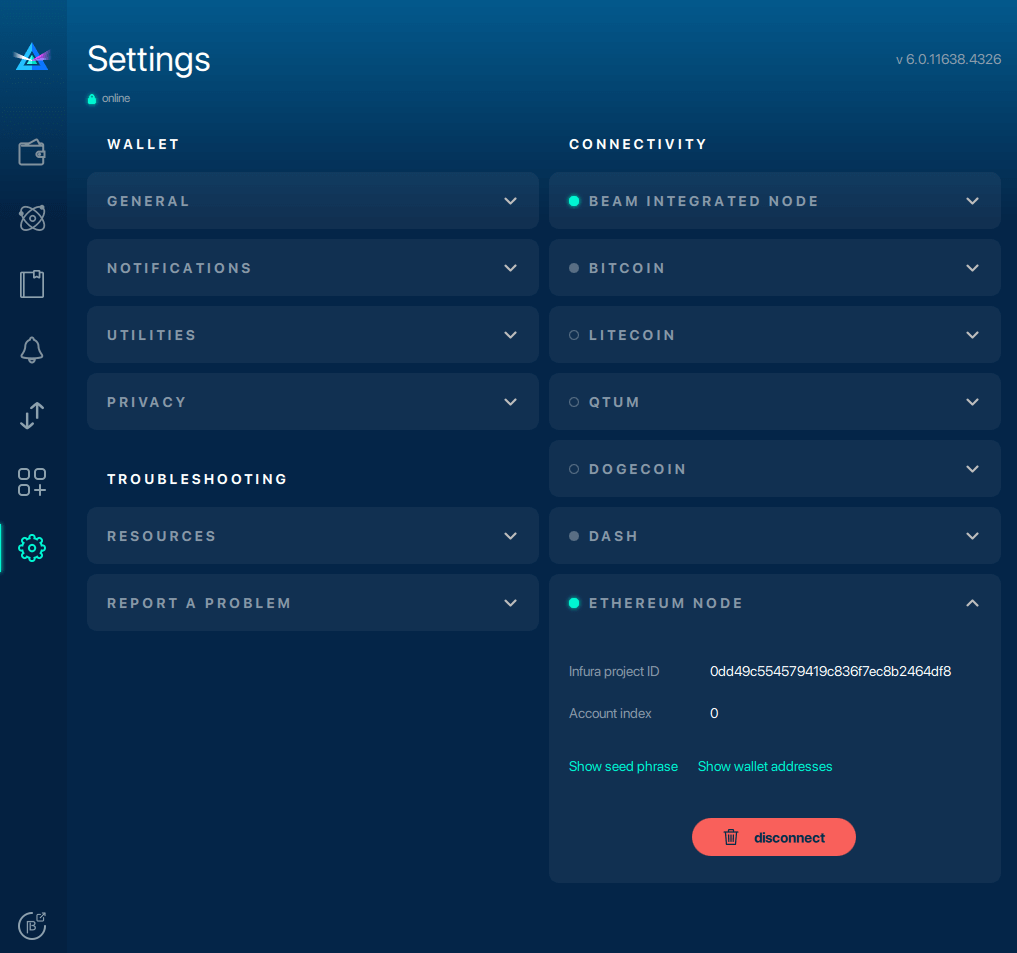 Settings
v 6.0.11638.4326
online
WALLET
GENERAL
NOTIFICATIONS
UTILITIES
PRIVACY
TROUBLESHOOTING
RESOURCES
REPORT A PROBLEM
CONNECTIVITY
BEAM INTEGRATED NODE
BITCOIN
LITECOIN
QTUM
DOGECOIN
DASH
ETHEREUM NODE
Infura project ID 0dd49c554579419c836f7ec8b2464df8
Account index 0
Show seed phrase Show wallet addresses
disconnect